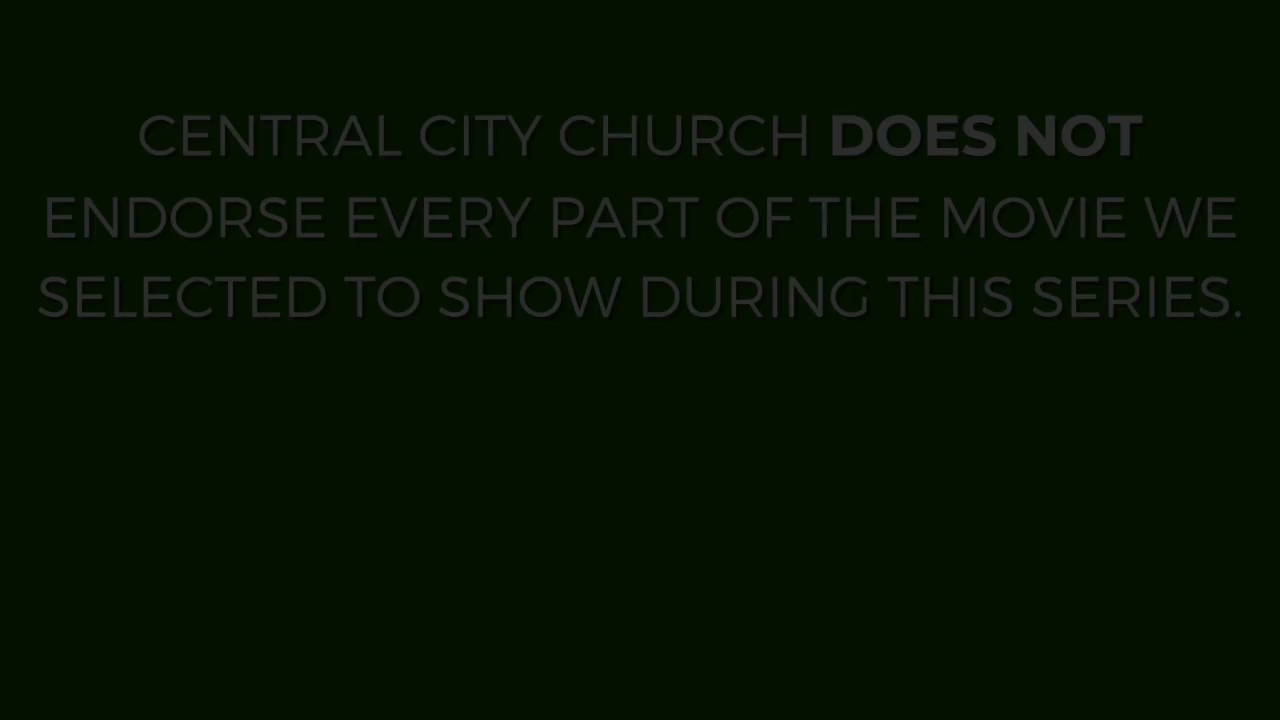 CENTRAL CITY CHURCH DOES NOT
ENDORSE EVERY PART OF THE MOVIE WE
SELECTED TO SHOW DURING THIS SERIES.